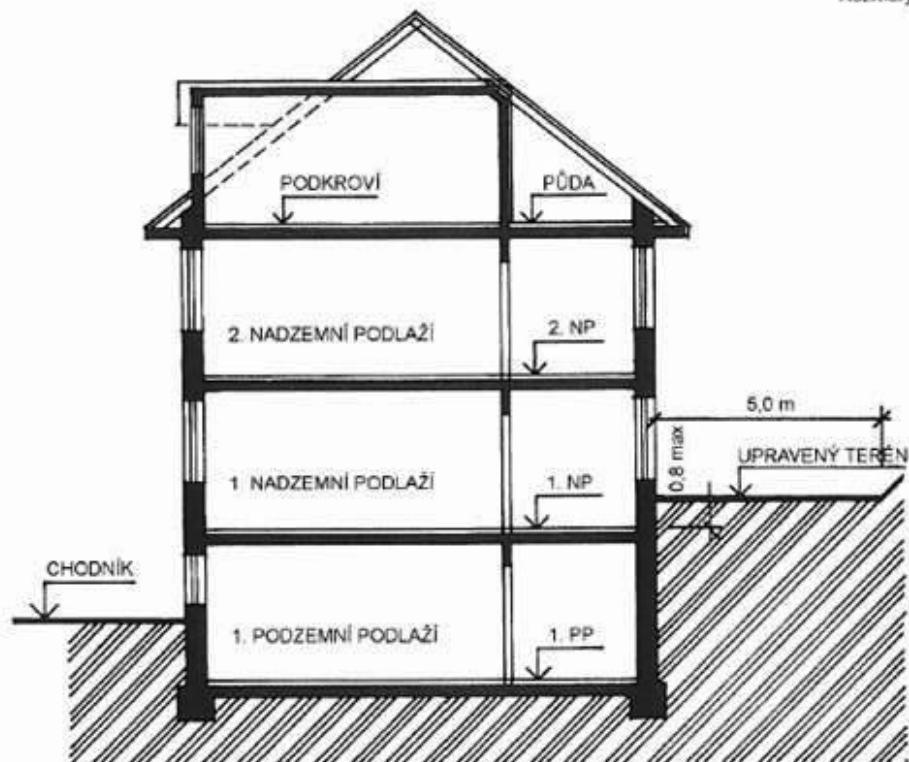 PODKROVÍ
PŮDA
2. NADZEMNÍ PODLAŽÍ
2. NP
5,0 m
0,8 max
UPRAVENÝ TERÉN
1 NADZEMNÍ PODLAŽÍ
1. NP
CHODNÍK
1. PODZEMNÍ PODLAŽÍ
1. PP